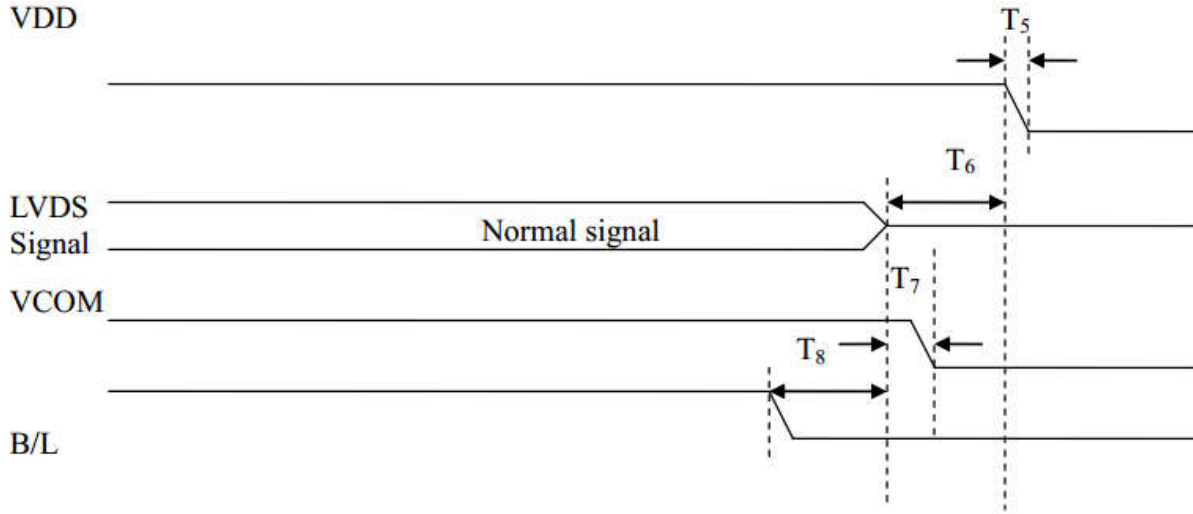 VDD
T5
T6
LVDS
Signal
Normal signal
T7
VCOM
T8
B/L